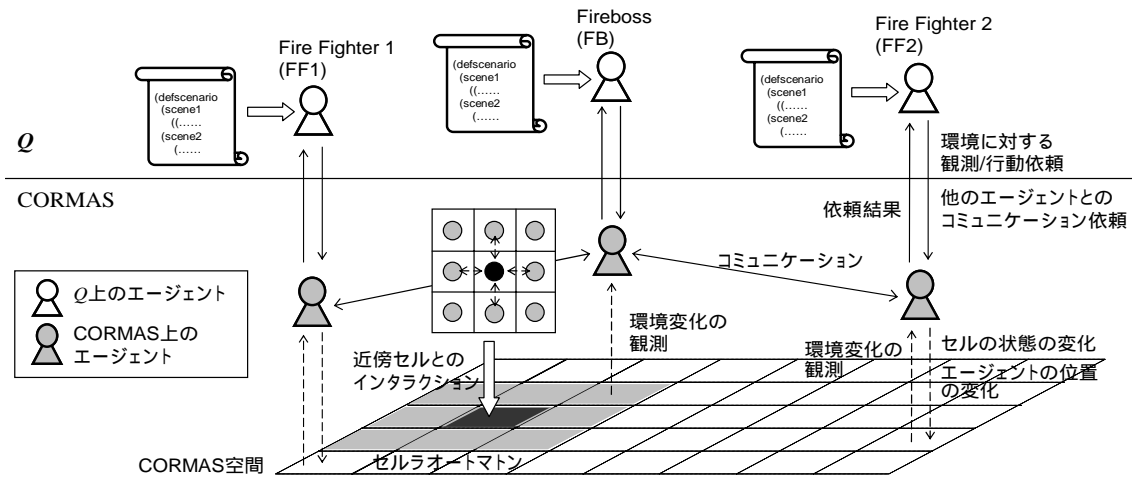 Fire Fighter 1
(FF1)
(defscenario
(scene1
((......
(scene2
(......
Fireboss
(FB)
(defscenario
(scene1
((......
(scene2
(......
Fire Fighter 2
(FF2)
(defscenario
(scene1
((......
(scene2
(......
Q
環境に対する
観測/行動依頼
CORMAS
依頼結果
他のエージェントとの
コミュニケーション依頼
コミュニケーション
Q上のエージェント
CORMAS上の
エージェント
近傍セルとの
インタラクション
環境変化の
観測
環境変化の
観測
セルの状態の変化
エージェントの位置
の変化
CORMAS空間
セルラオートマトン